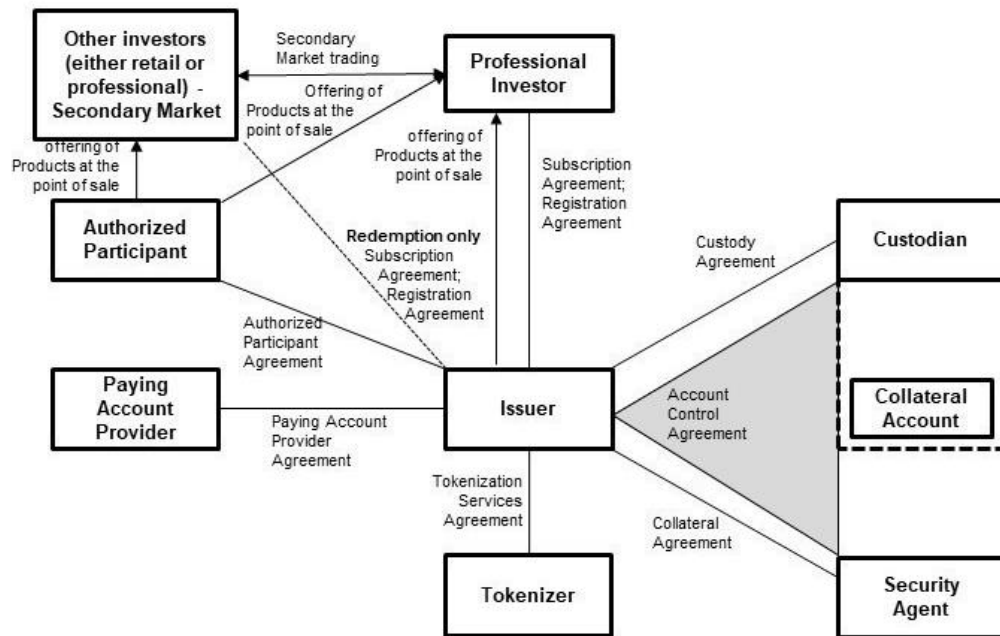 Other investors
(either retail or
professional) -
Secondary Market
Secondary
Market trading
Professional
Investor
Offering of
Products at the
point of sale
offering of
Products at the
point of sale
offering of
Products at the
point of sale
Subscription
Agreement;
Registration
Agreement
Authorized
Participant
Redemption only
Subscription
Agreement;
Registration
Agreement
Custody
Agreement
Custodian
Authorized
Participant
Agreement
Paying
Account
Provider
Paying Account
Provider
Agreement
Issuer
Account
Control
Agreement
Collateral
Account
Tokenization
Services
Agreement
Collateral
Agreement
Tokenizer
Security
Agent